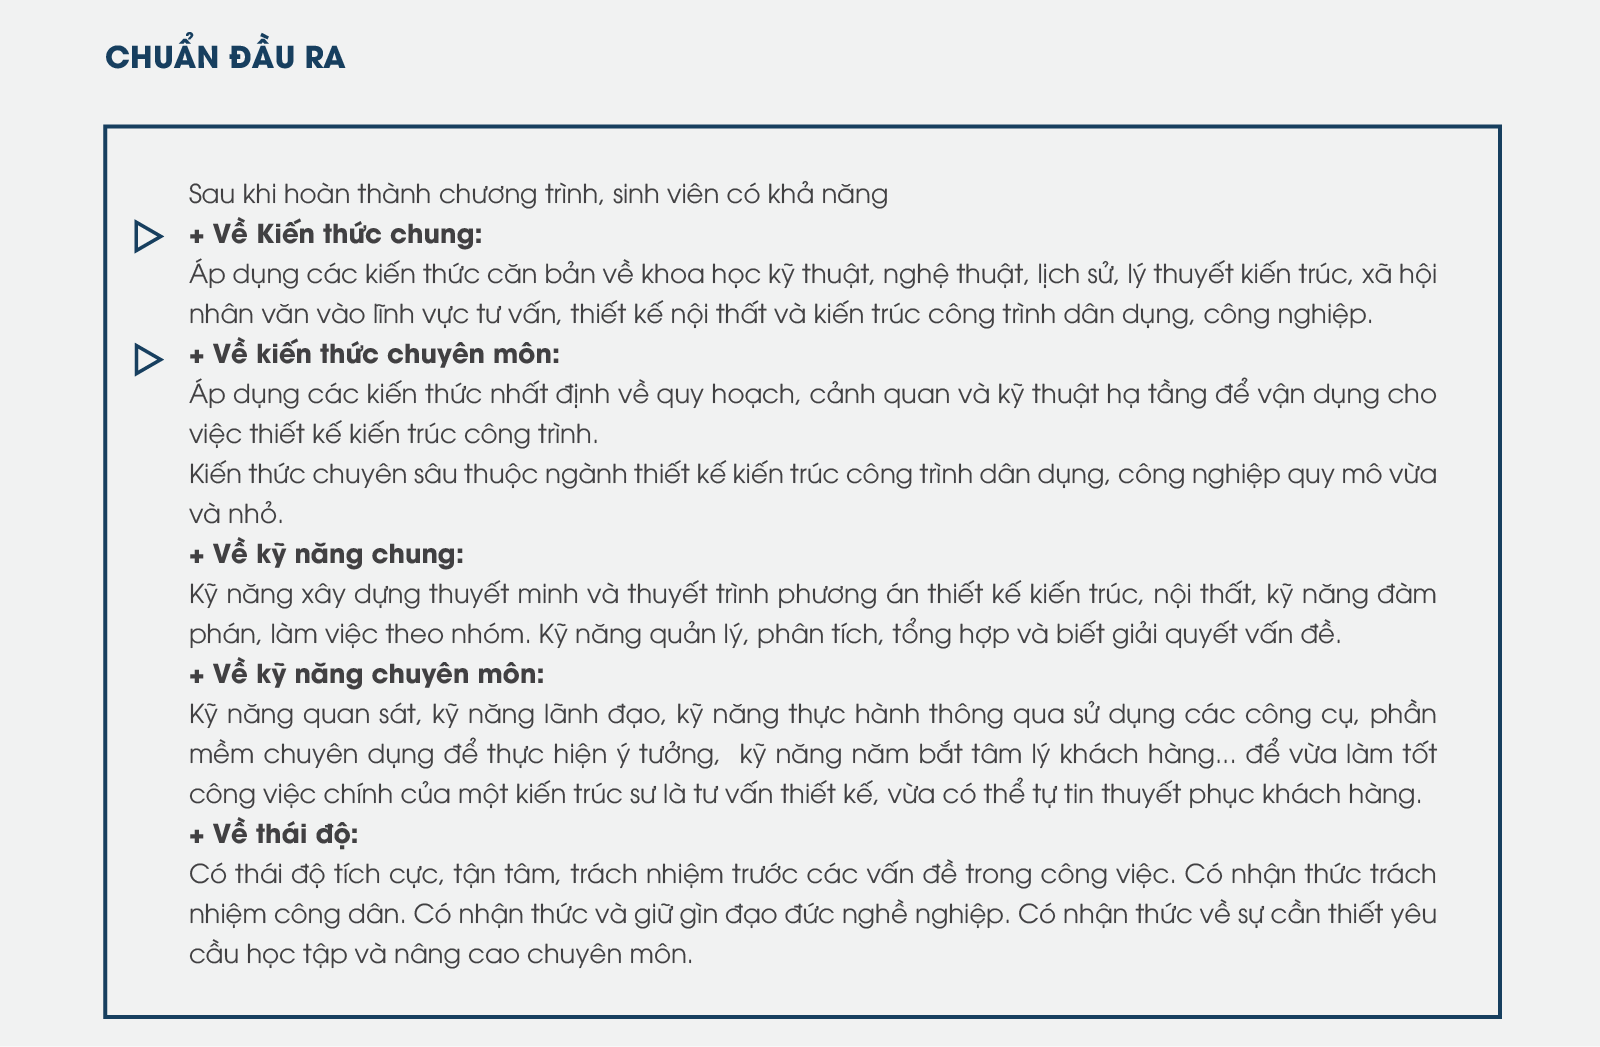 CHUẨN ĐẦU RA
Sau khi hoàn thành chương trình, sinh viên có khả năng
+ Về Kiến thức chung:
Áp dụng các kiến thức căn bản về khoa học kỹ thuật, nghệ thuật, lịch sử, lý thuyết kiến trúc, xã hội
nhân văn vào lĩnh vực tư vấn, thiết kế nội thất và kiến trúc công trình dân dụng, công nghiệp.
+ Về kiến thức chuyên môn:
Áp dụng các kiến thức nhất định về quy hoạch, cảnh quan và kỹ thuật hạ tầng để vận dụng cho
việc thiết kế kiến trúc công trình.
Kiến thức chuyên sâu thuộc ngành thiết kế kiến trúc công trình dân dụng, công nghiệp quy mô vừa
và nhỏ.
+ Về kỹ năng chung:
Kỹ năng xây dựng thuyết minh và thuyết trình phương án thiết kế kiến trúc, nội thất, kỹ năng đàm
phán, làm việc theo nhóm. Kỹ năng quản lý, phân tích, tổng hợp và biết giải quyết vấn đề.
+ Về kỹ năng chuyên môn:
Kỹ năng quan sát, kỹ năng lãnh đạo, kỹ năng thực hành thông qua sử dụng các công cụ, phần
mềm chuyên dụng để thực hiện ý tưởng,  kỹ năng năm bắt tâm lý khách hàng... để vừa làm tốt
công việc chính của một kiến trúc sư là tư vấn thiết kế, vừa có thể tự tin thuyết phục khách hàng.
+ Về thái độ:
Có thái độ tích cực, tận tâm, trách nhiệm trước các vấn đề trong công việc. Có nhận thức trách
nhiệm công dân. Có nhận thức và giữ gìn đạo đức nghề nghiệp. Có nhận thức về sự cần thiết yêu
cầu học tập và nâng cao chuyên môn.